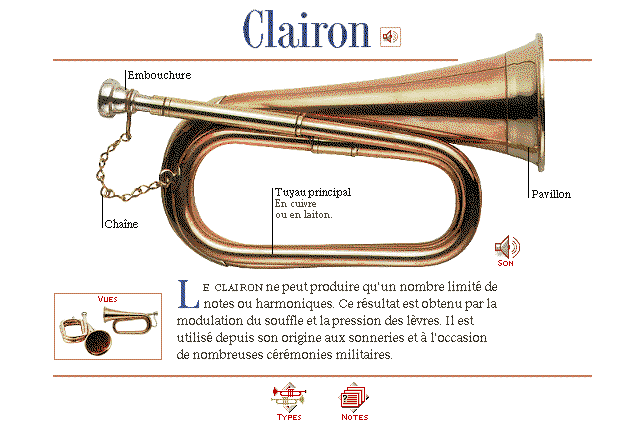 Clairon
Embouchure
Chaîne
Tuyau principal
En cuivre
ou en laiton.
Pavillon
SON
VUES
LE CLAIRON ne peut produire qu'un nombre limité de
notes ou harmoniques. Ce résultat est obtenu par la
modulation du souffle et la pression des lèvres. Il est
utilisé depuis son origine aux sonneries et à l'occasion
de nombreuses cérémonies militaires.
TYPES
NOTES